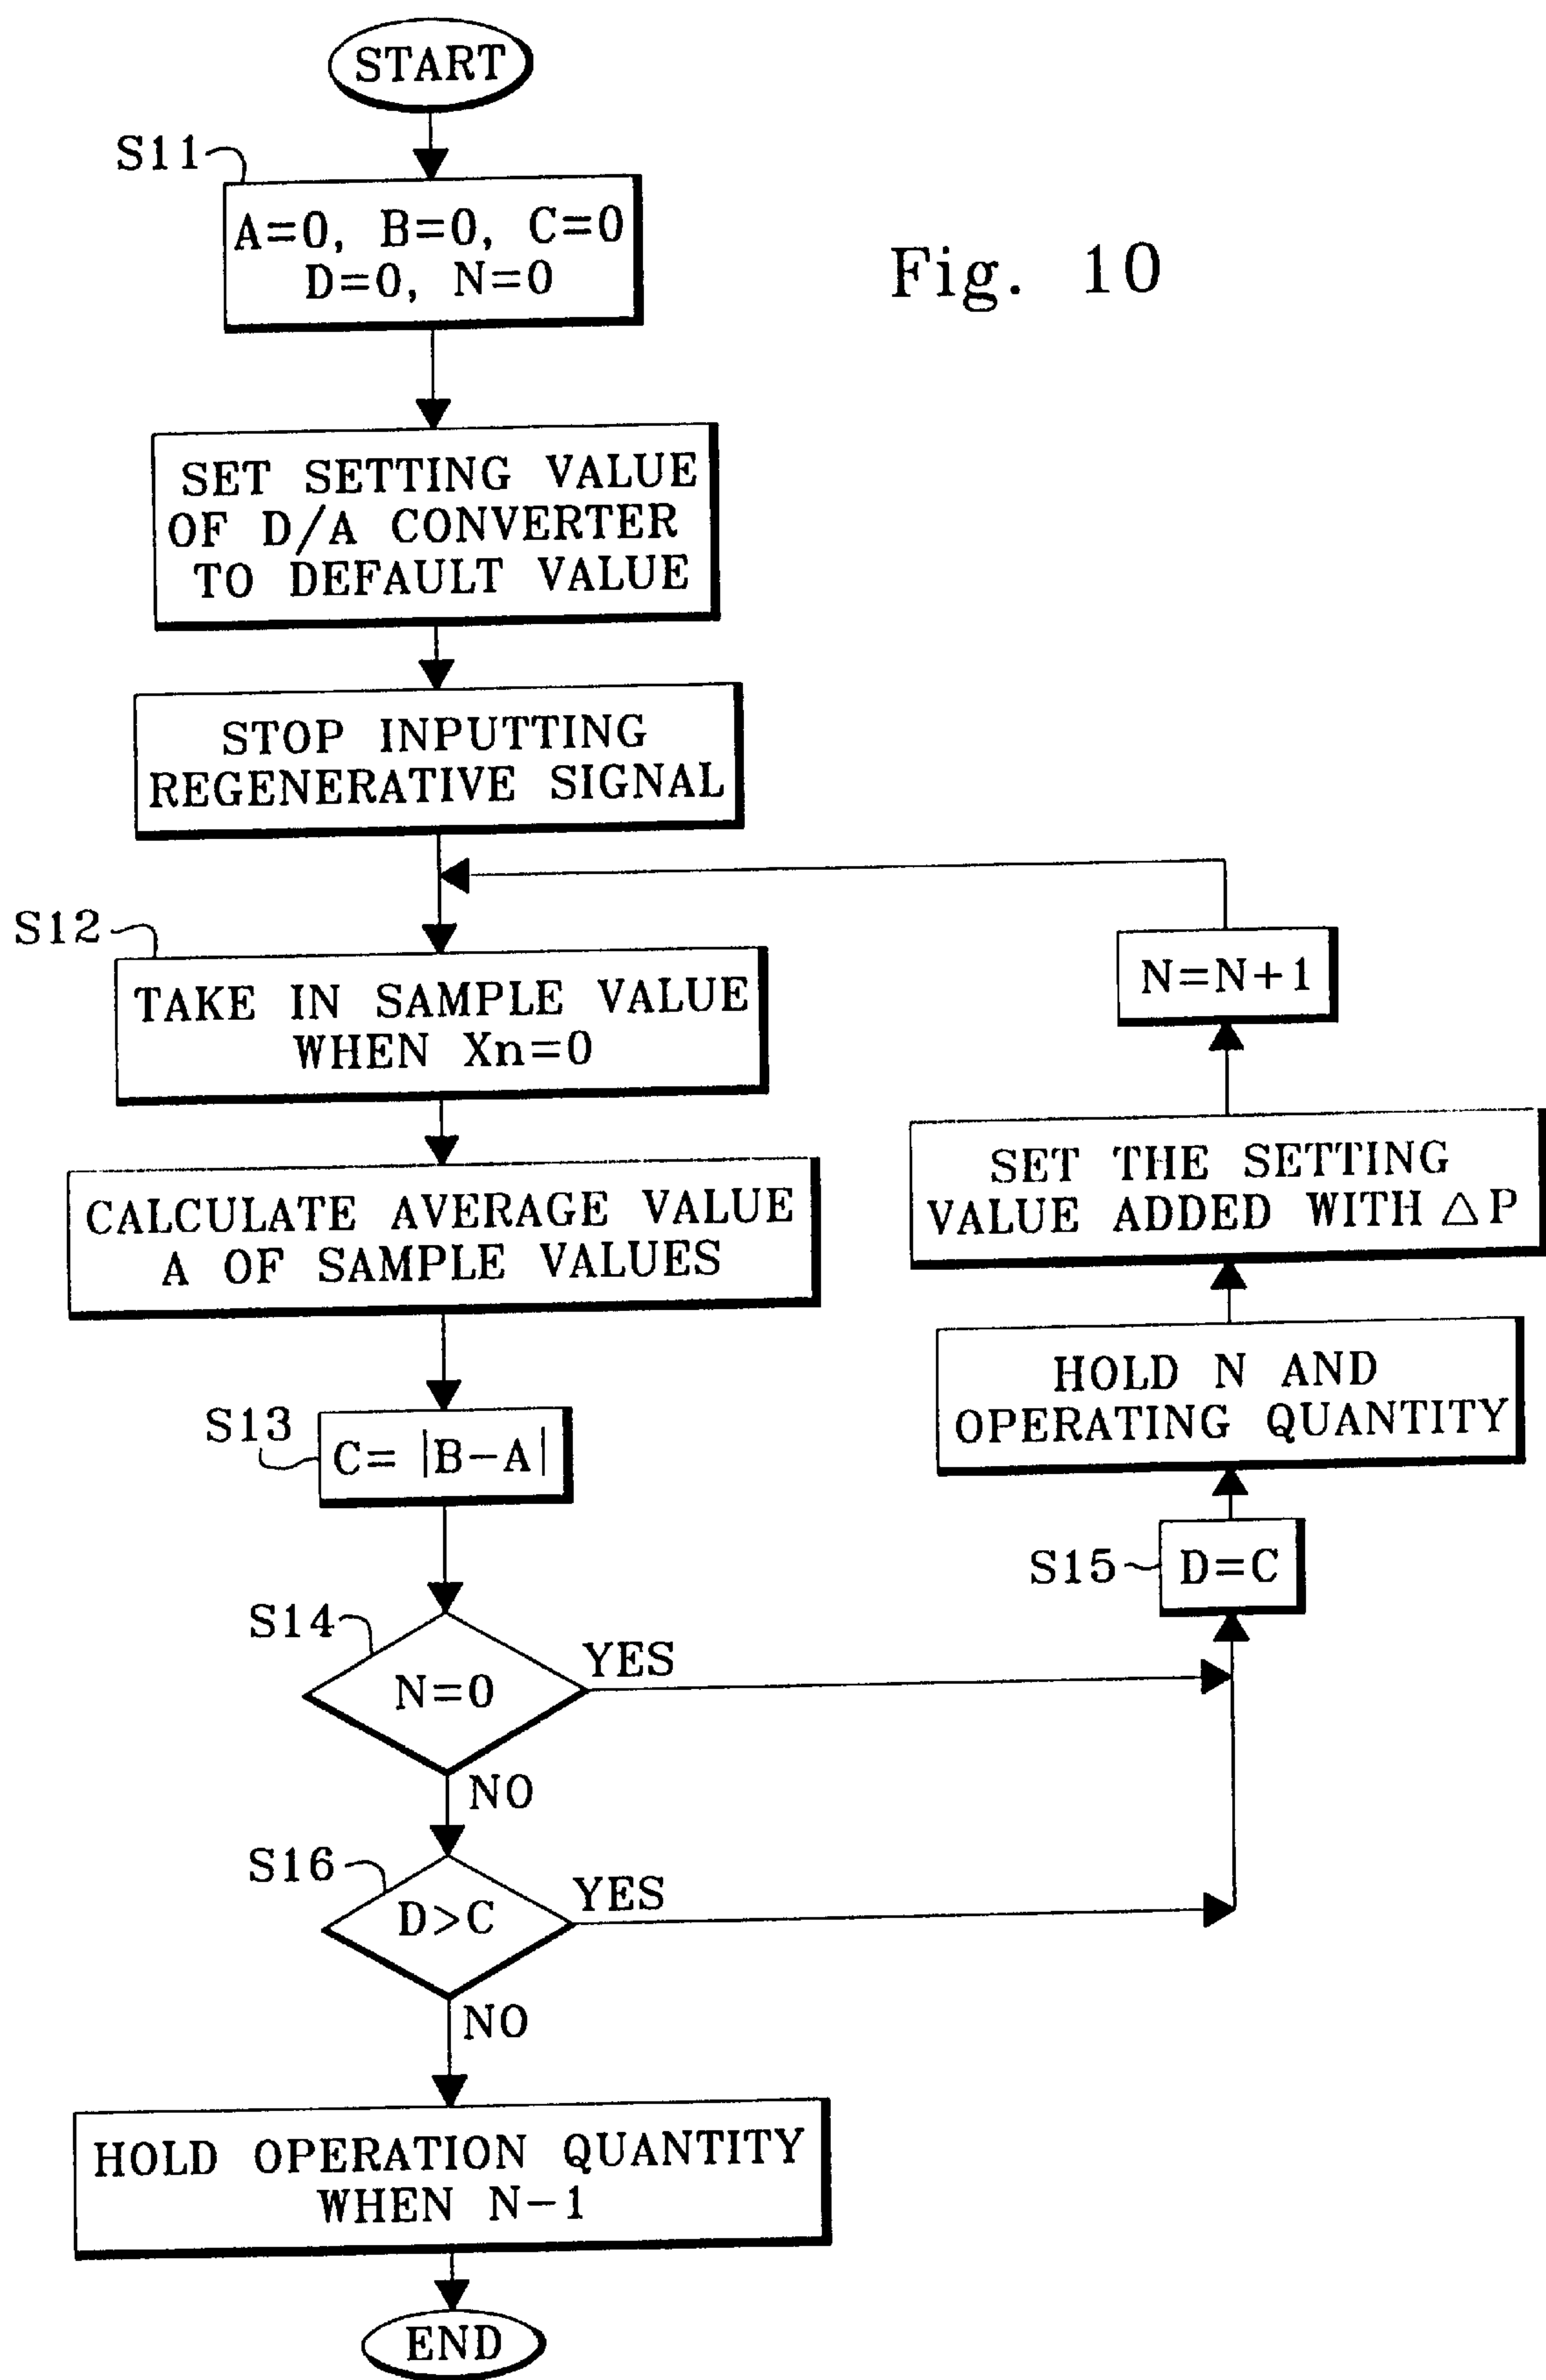 START
S11
A=0, B=0, C=0
D=0, N=0
Fig. 10
SET SETTING VALUE
OF D/A CONVERTER
TO DEFAULT VALUE
STOP INPUTTING
REGENERATIVE SIGNAL
S12
TAKE IN SAMPLE VALUE
WHEN Xn=0
CALCULATE AVERAGE VALUE
A OF SAMPLE VALUES
S13
C= |B-A|
S14
N=0
YES
NO
S16
D>C
YES
NO
HOLD OPERATION QUANTITY
WHEN N-1
END
S15
D=C
HOLD N AND
OPERATING QUANTITY
SET THE SETTING
VALUE ADDED WITH △P
N=N+1